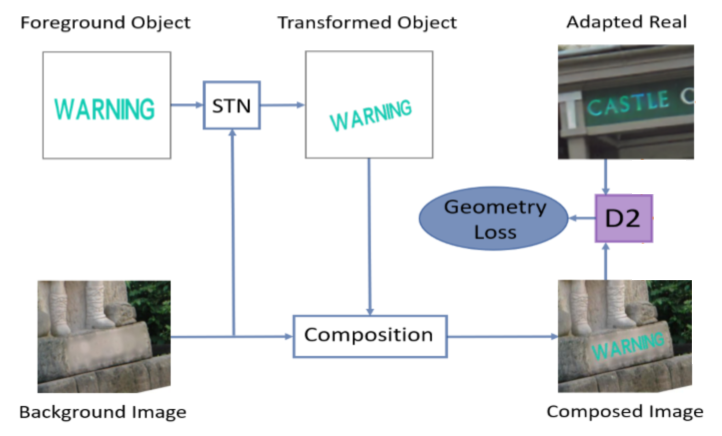 Foreground Object
Transformed Object
Adapted Real
WARNING
STN
WARNING
T CASTLE C
Geometry
Loss
D2
Composition
WARNING
Background Image
Composed Image